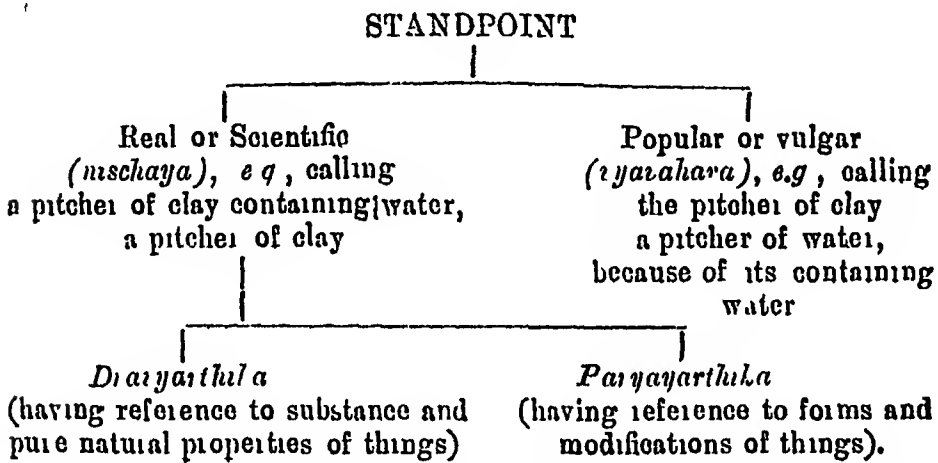 STANDPOINT
Real or Scientific
(nischaya), e g, calling
a pitcher of clay containing water,
a pitcher of clay
Popular or vulgar
(vyavahara), e.g, calling
the pitcher of clay
a pitcher of water,
because of its containing
water
Dravyarthika
(having reference to substance and
pure natural properties of things)
Paryayarthika
(having reference to forms and
modifications of things).